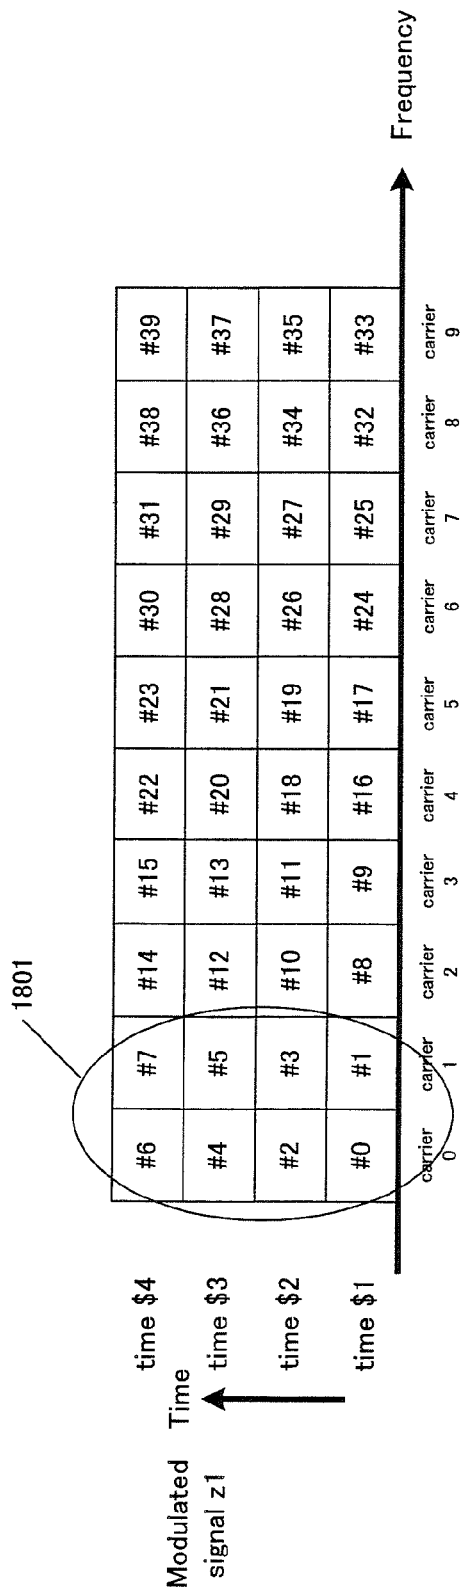 1801
Modulated
signal z1
Time
time $4
#6 #7 #14 #15 #22 #23 #30 #31 #38 #39
time $3
#4 #5 #12 #13 #20 #21 #28 #29 #36 #37
time $2
#2 #3 #10 #11 #18 #19 #26 #27 #34 #35
time $1
#0 #1 #8 #9 #16 #17 #24 #25 #32 #33
Frequency
carrier carrier carrier carrier carrier carrier carrier carrier carrier carrier
0 1 2 3 4 5 6 7 8 9